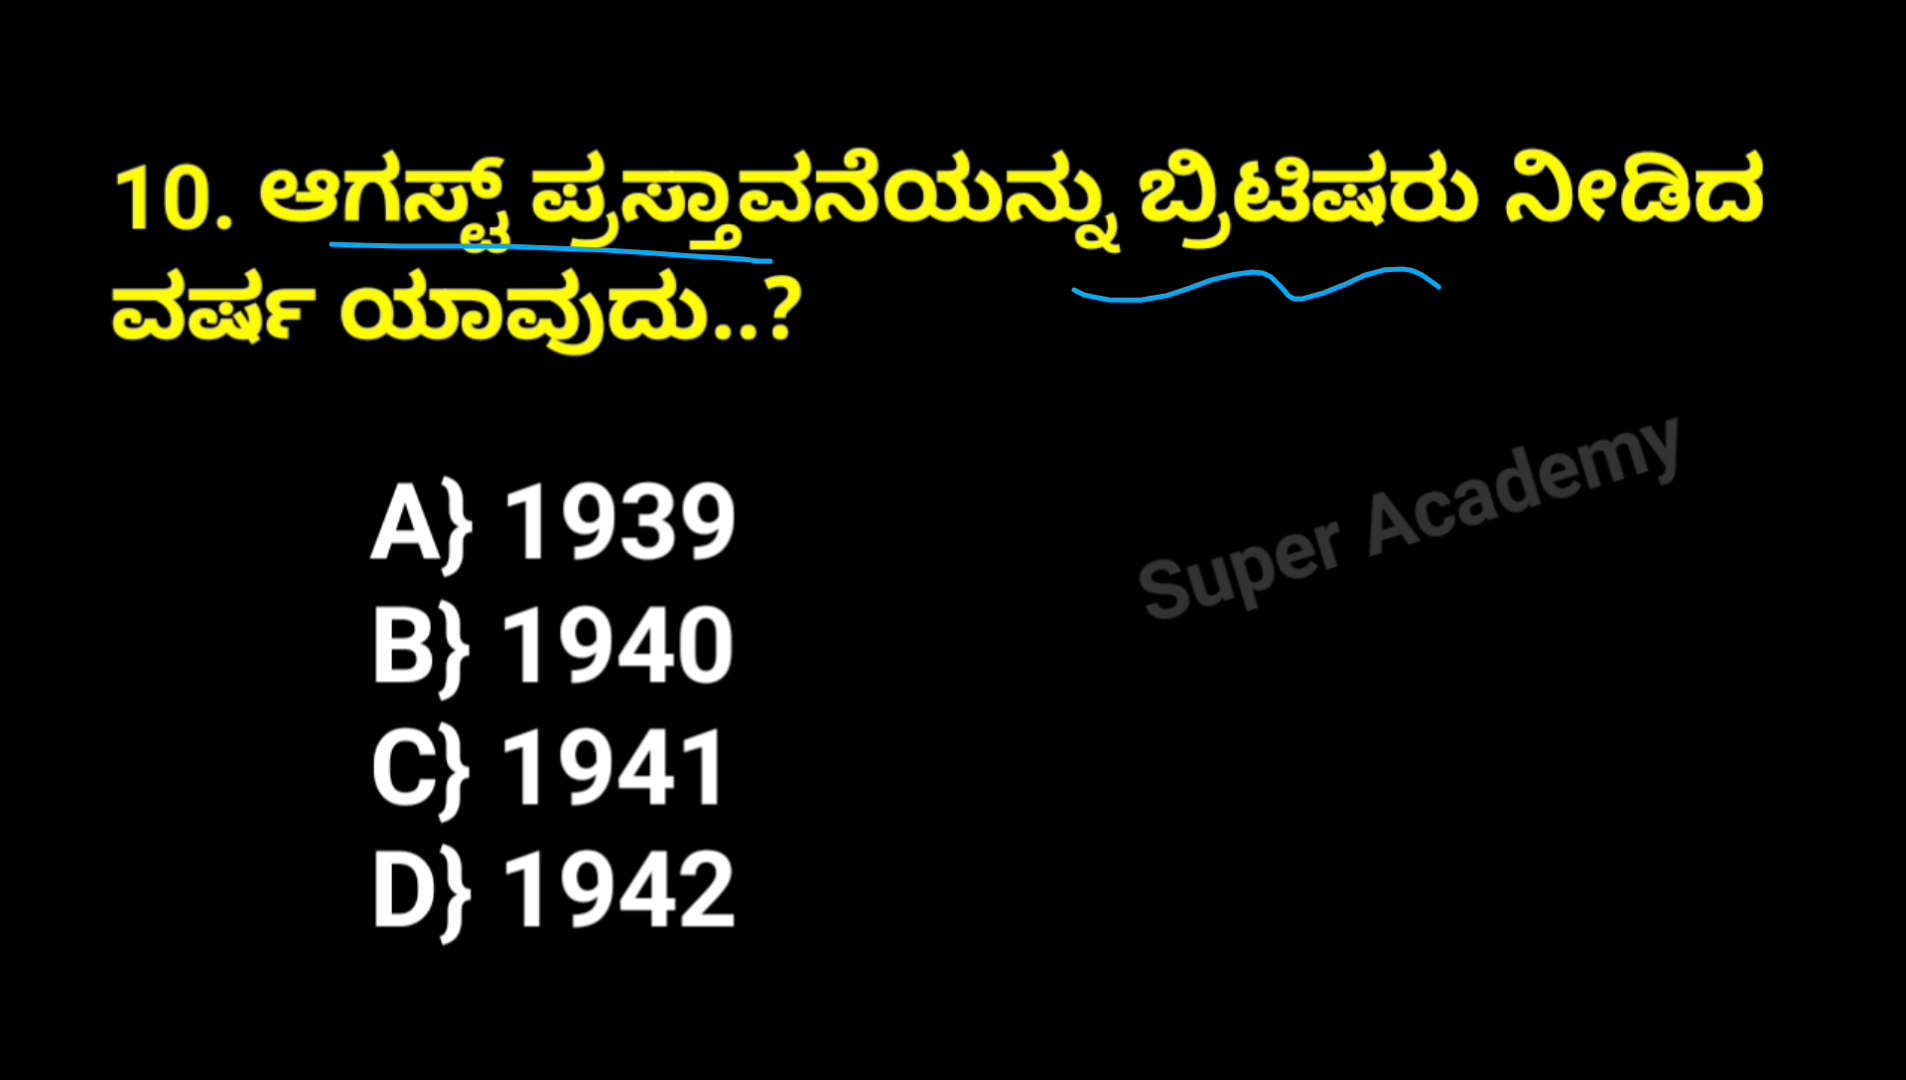 10. ಆಗಸ್ಟ್ ಪ್ರಸ್ತಾವನೆಯನ್ನು ಬ್ರಿಟಿಷರು ನೀಡಿದ
ವರ್ಷ ಯಾವುದು..?
A} 1939
B} 1940
C} 1941
D} 1942
Super Academy